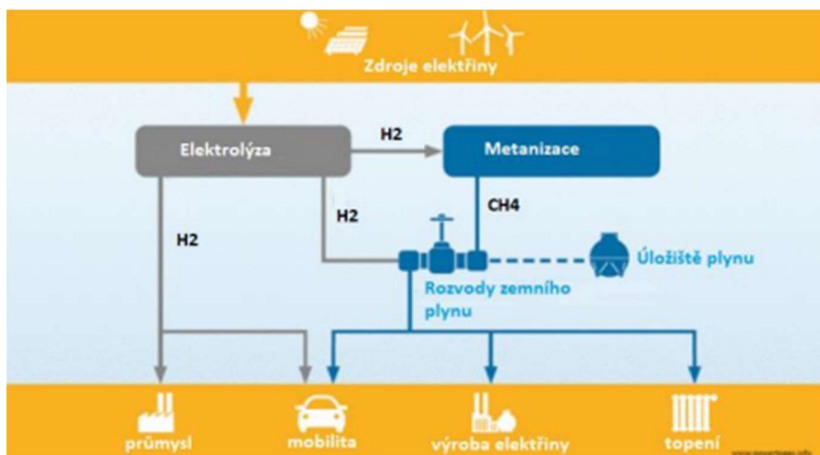 Zdroje elektřiny
Elektrolýza
H2
Metanizace
H2
H2
CH4
Úložiště plynu
Rozvody zemního
plynu
průmysl
mobilita
výroba elektřiny
topení